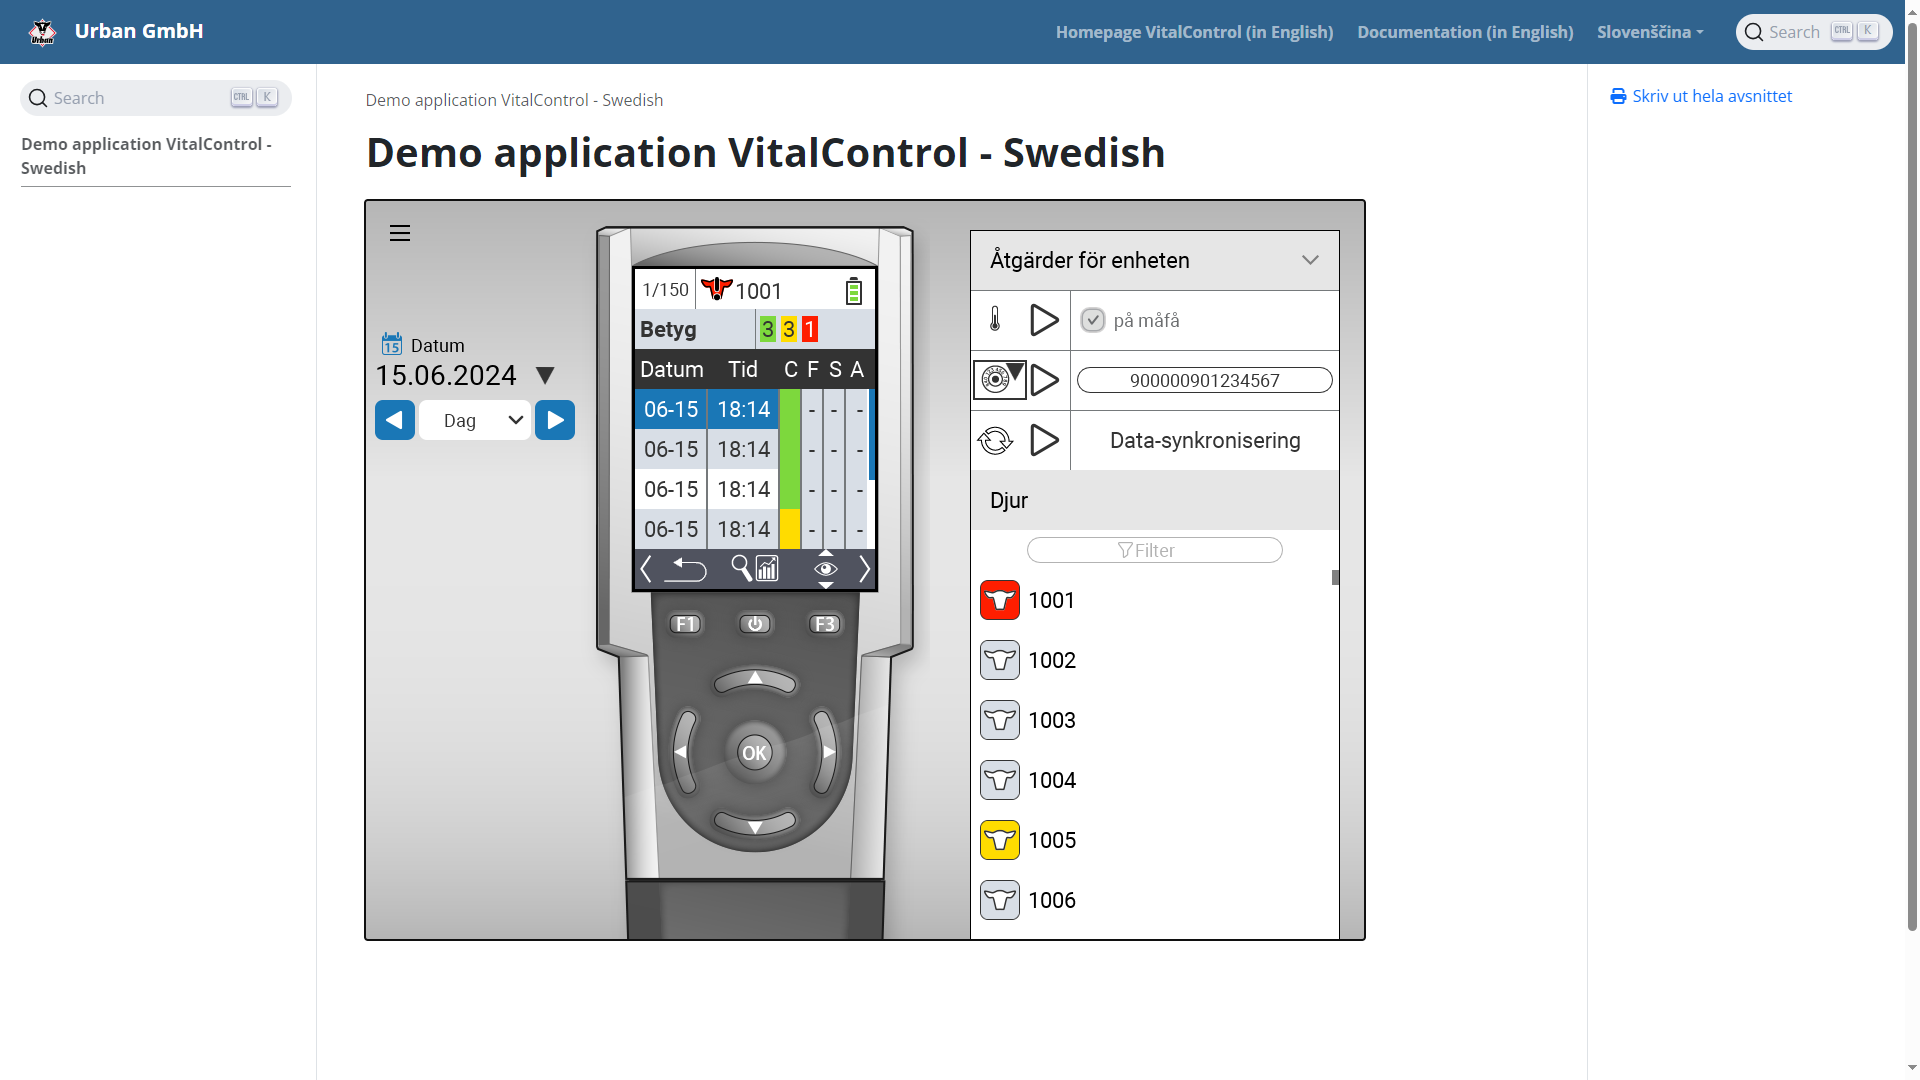 Urban GmbH
Homepage VitalControl (in English)
Documentation (in English)
Slovenščina
Search CTRL K
Search CTRL K
Demo application VitalControl -
Swedish
Demo application VitalControl - Swedish
Demo application VitalControl - Swedish
Skriv ut hela avsnittet
15 Datum
15.06.2024
Dag
1/150 1001
Betyg 3 3 1
Datum Tid C F S A
06-15 18:14 - - -
06-15 18:14 - - -
06-15 18:14 - - -
06-15 18:14 - - -
F1 F3
OK
Åtgärder för enheten
på måfå
900000901234567
Data-synkronisering
Djur
Filter
1001
1002
1003
1004
1005
1006